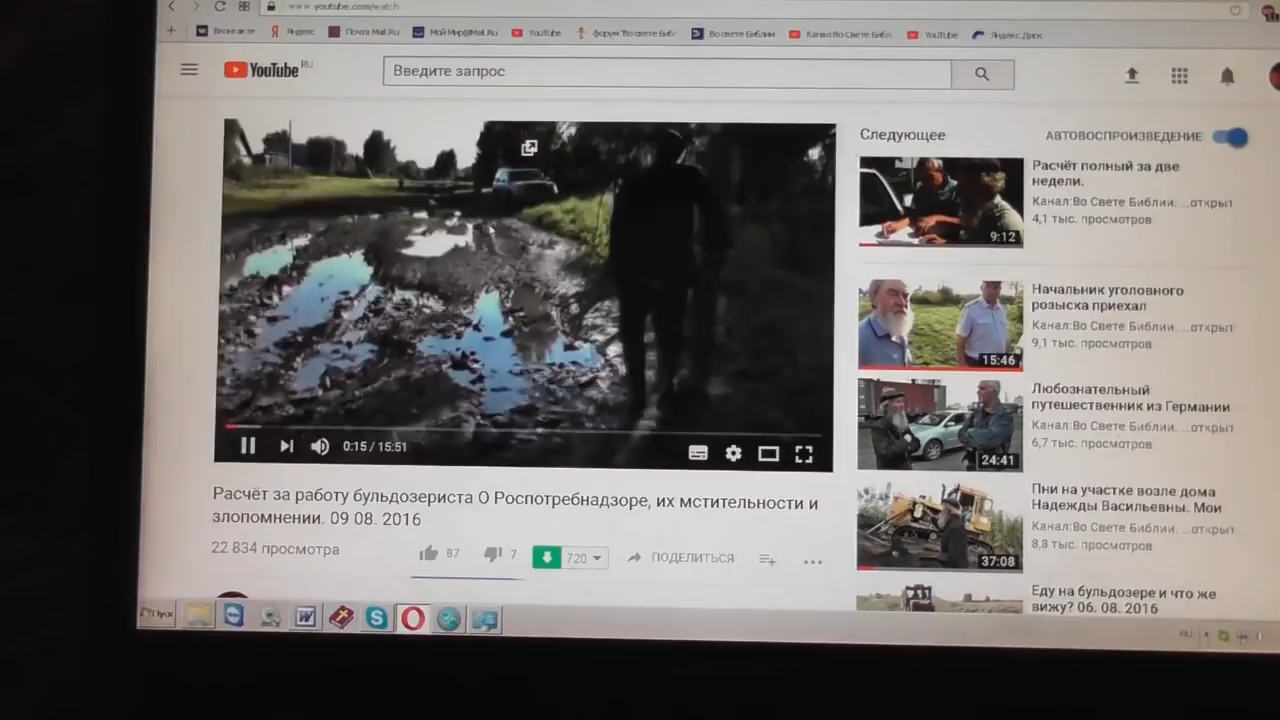 www.youtube.com/watch
Вконтакте
Яндекс
Почта Mail.Ru
Мой Мир@Mail.Ru
YouTube
форум "Во свете Библ
Во свете Библии
Канал:Во Свете Библ
YouTube
Яндекс.Диск
YouTube RU
Введите запрос
Следующее
АВТОВОСПРОИЗВЕДЕНИЕ
Расчёт полный за две
недели.
Канал:Во Свете Библии. ...открыт
4,1 тыс. просмотров
9:12
Начальник уголовного
розыска приехал
Канал:Во Свете Библии. ...открыт
9,1 тыс. просмотров
15:46
Любознательный
путешественник из Германии
Канал:Во Свете Библии. ...открыт
6,7 тыс. просмотров
24:41
Пни на участке возле дома
Надежды Васильевны. Мои
Канал:Во Свете Библии. ...открыт
8,8 тыс. просмотров
37:08
Еду на бульдозере и что же
вижу? 06. 08. 2016
0:15 / 15:51
Расчёт за работу бульдозериста О Роспотребнадзоре, их мстительности и
злопомнении. 09 08. 2016
22 834 просмотра
87
7
720
ПОДЕЛИТЬСЯ
Пуск
RU